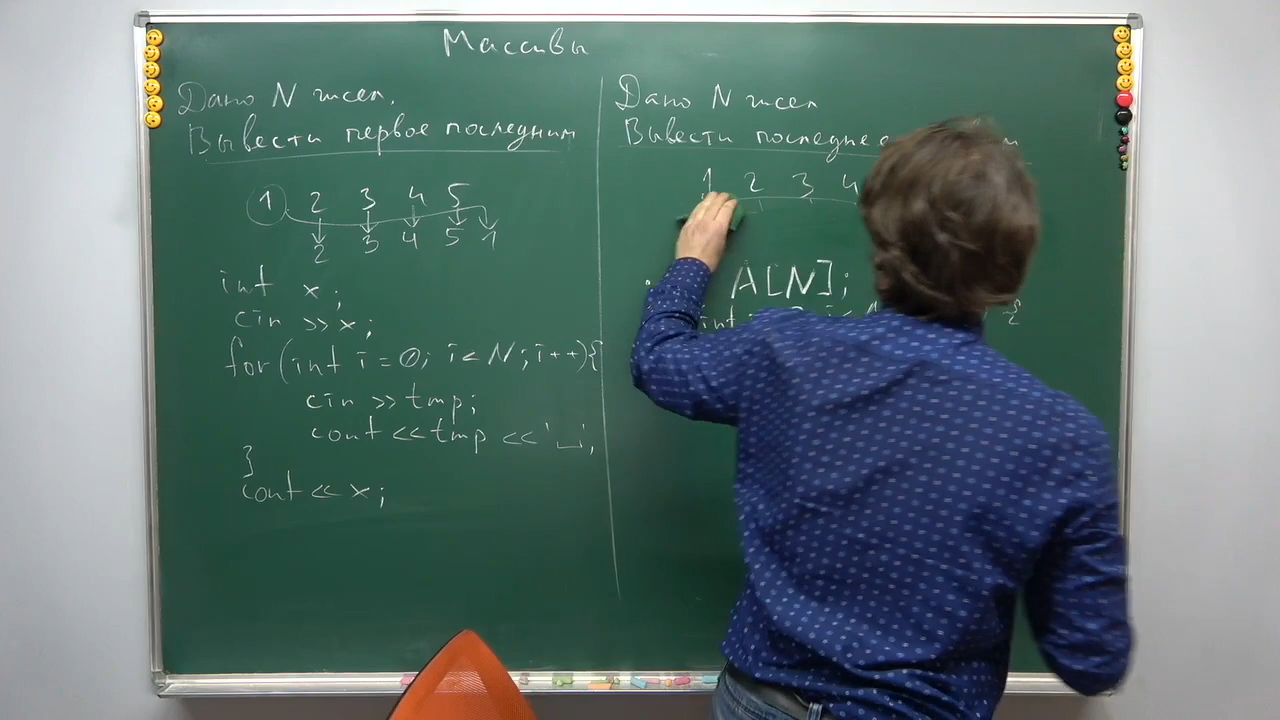 Массивы
Дано N чисел.
Вывести первое последним
1 2 3 4 5
2 3 4 5 1
int x;
cin >> x;
for(int i = 0; i < N; i++){
cin >> tmp;
cout << tmp << '␣';
}
cout << x;
Дано N чисел
Вывести
1 2 3 4
A[N];
int {